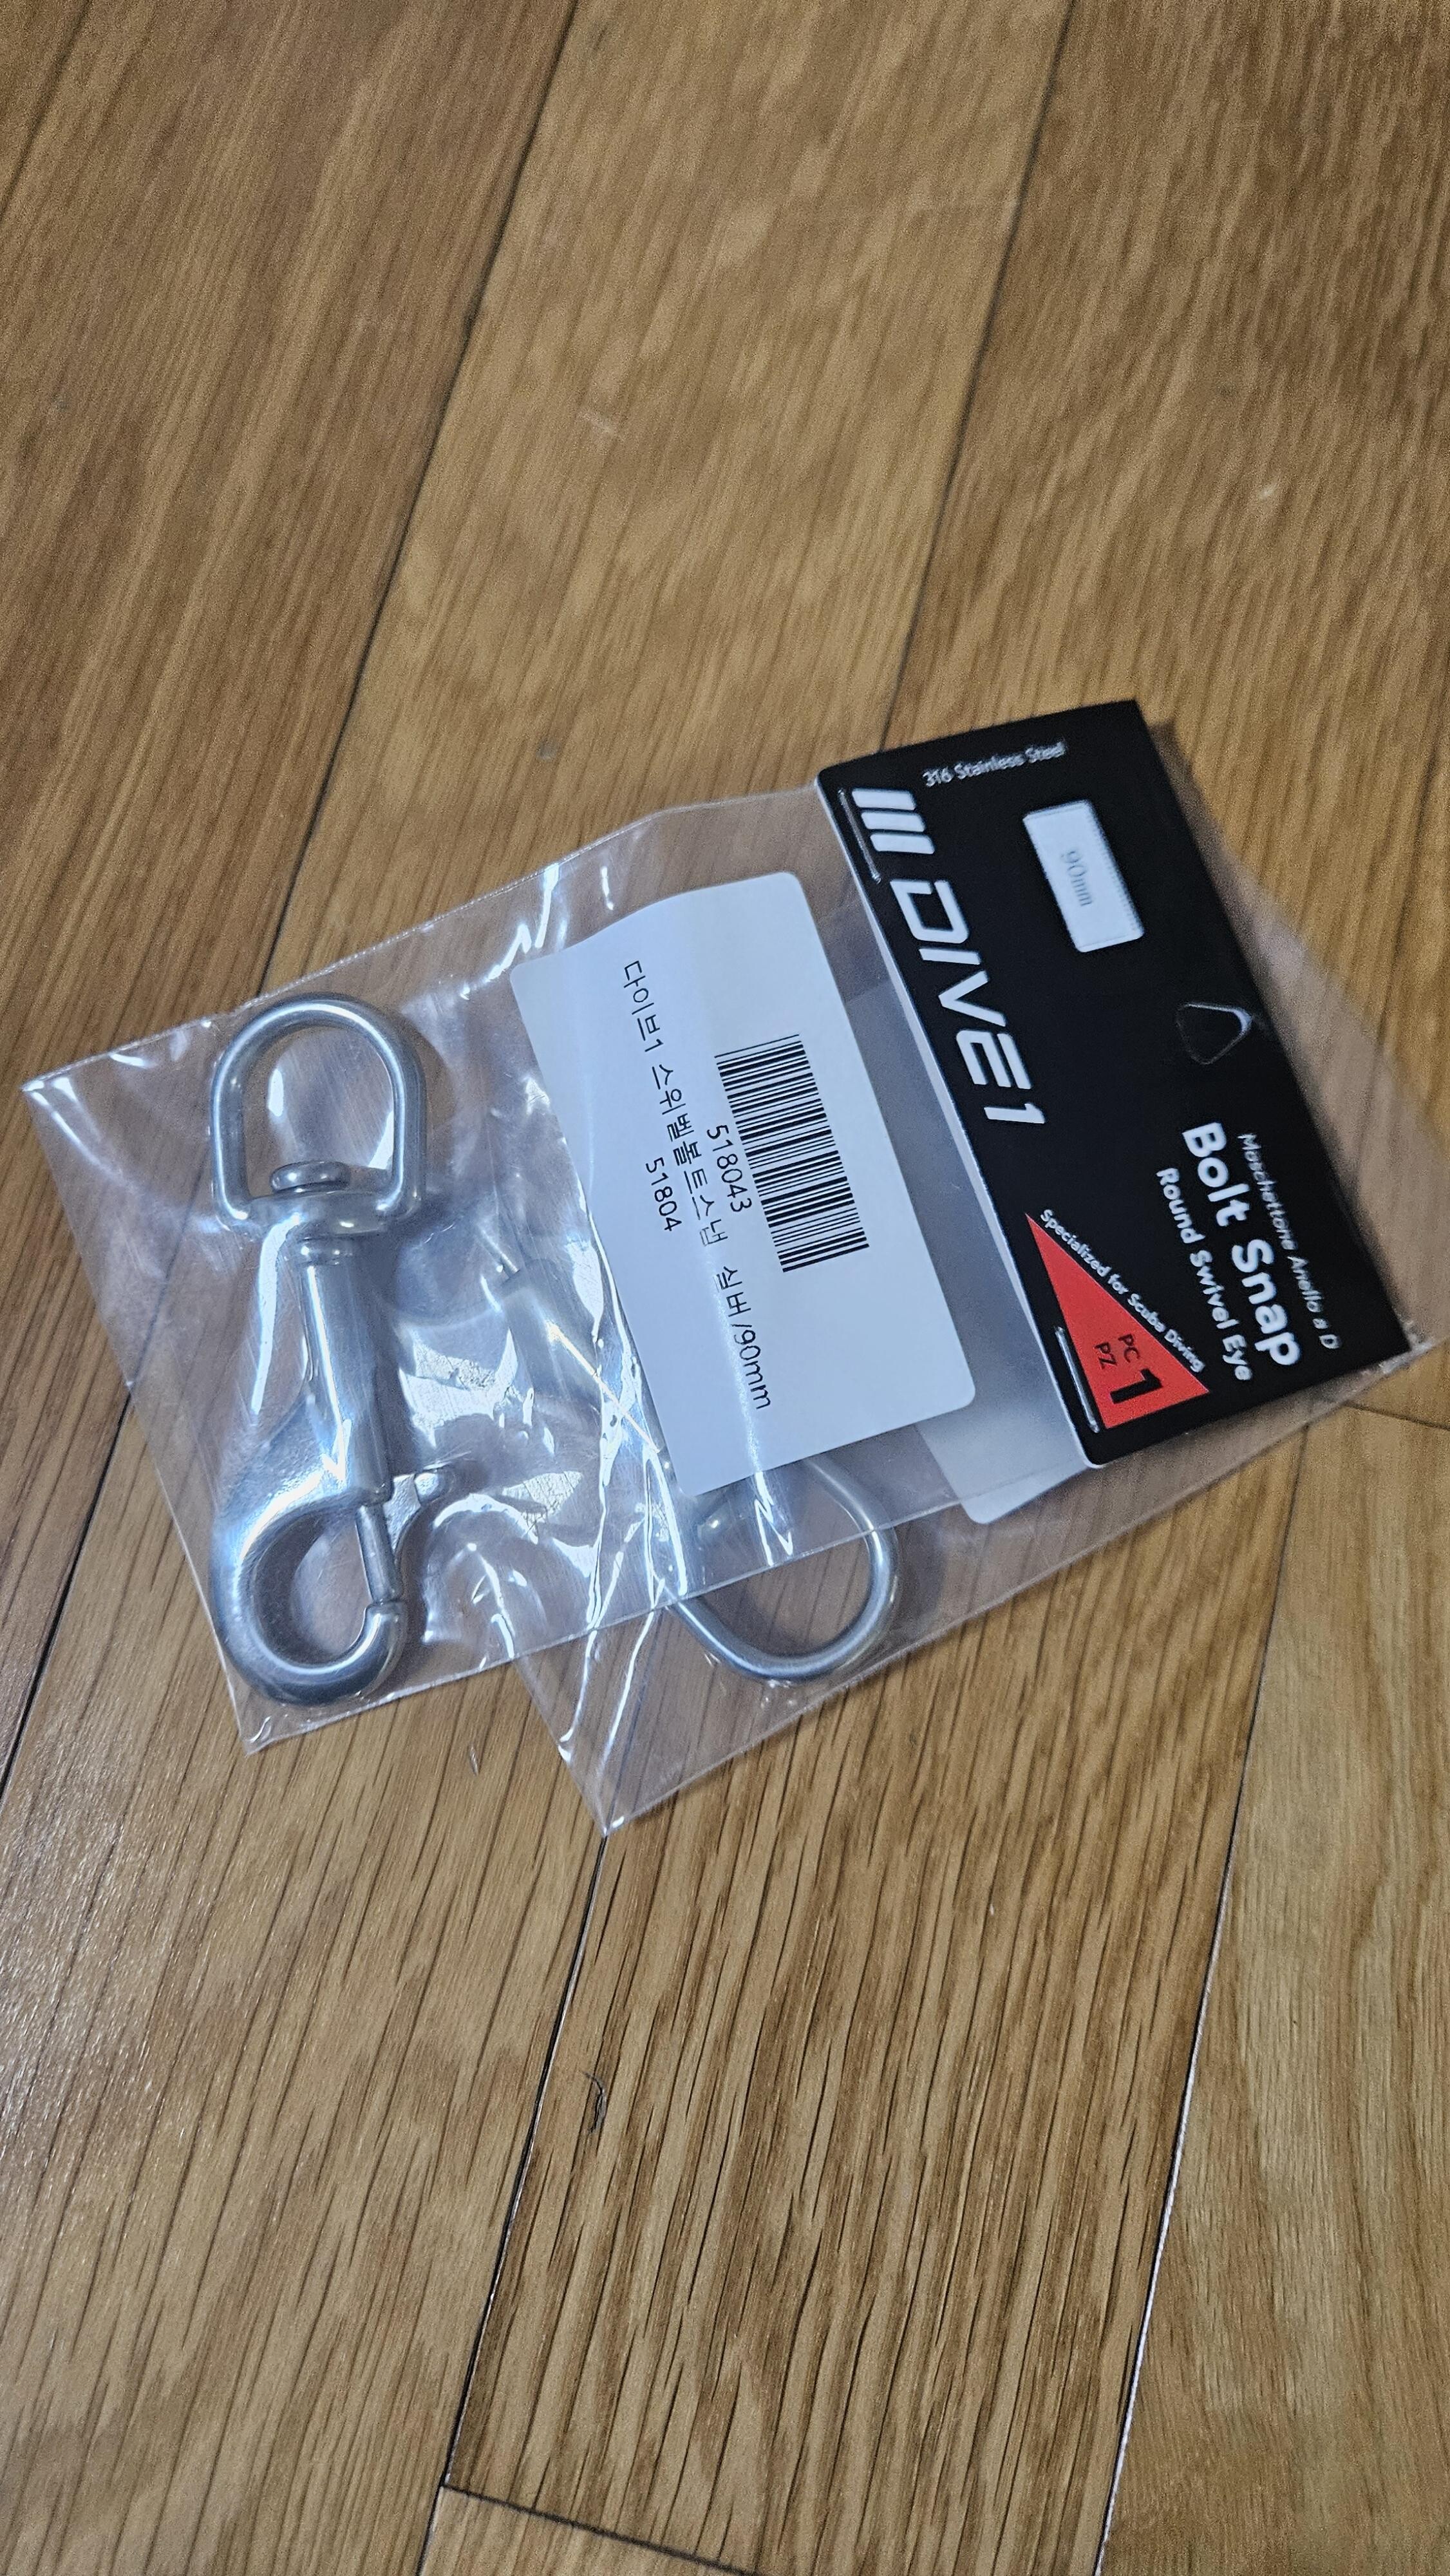 316 Stainless Steel
90mm
DIVE1
Moschettone Anello a D
Bolt Snap
Round Swivel Eye
Specialized for Scuba Diving
PC
PZ
1
518043
다이브1 스위벨볼트스냅 실버/90mm
51804